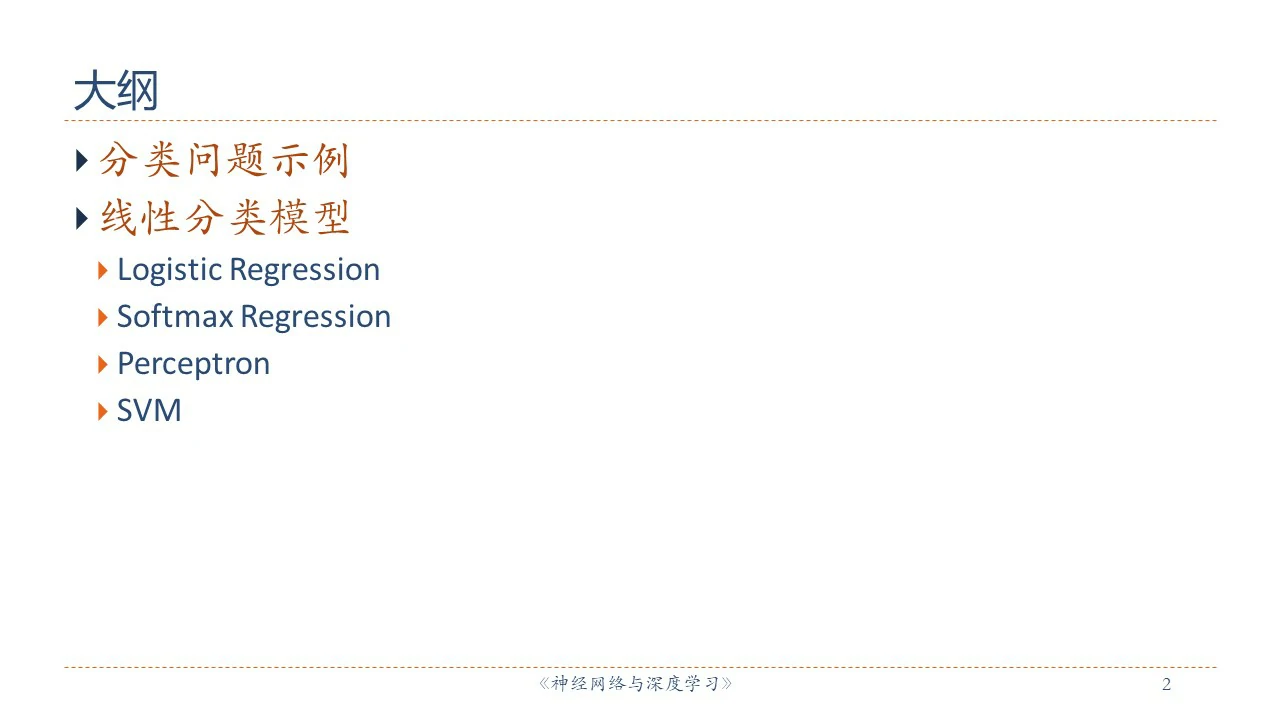 大纲
分类问题示例
线性分类模型
Logistic Regression
Softmax Regression
Perceptron
SVM
《神经网络与深度学习》
2